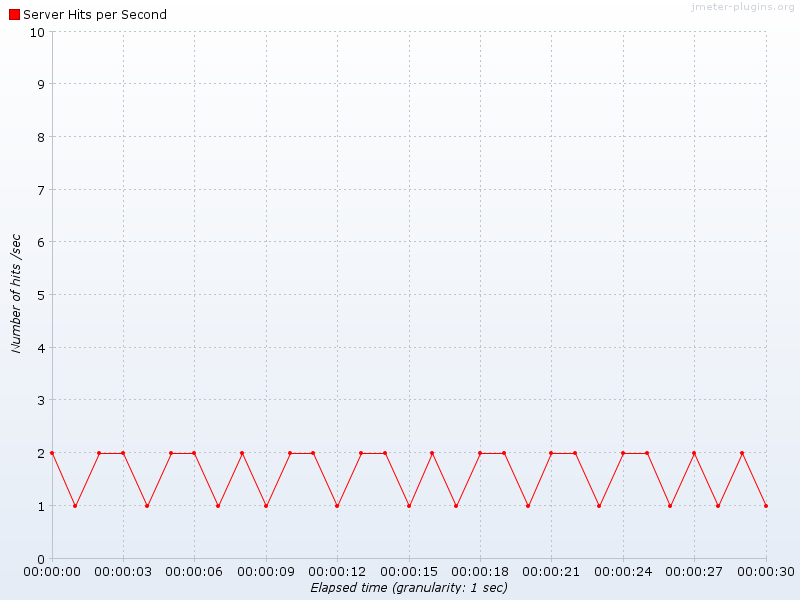 jmeter-plugins.org
Server Hits per Second
10
9
8
7
6
5
4
3
2
1
0
Number of hits /sec
00:00:00 00:00:03 00:00:06 00:00:09 00:00:12 00:00:15 00:00:18 00:00:21 00:00:24 00:00:27 00:00:30
Elapsed time (granularity: 1 sec)